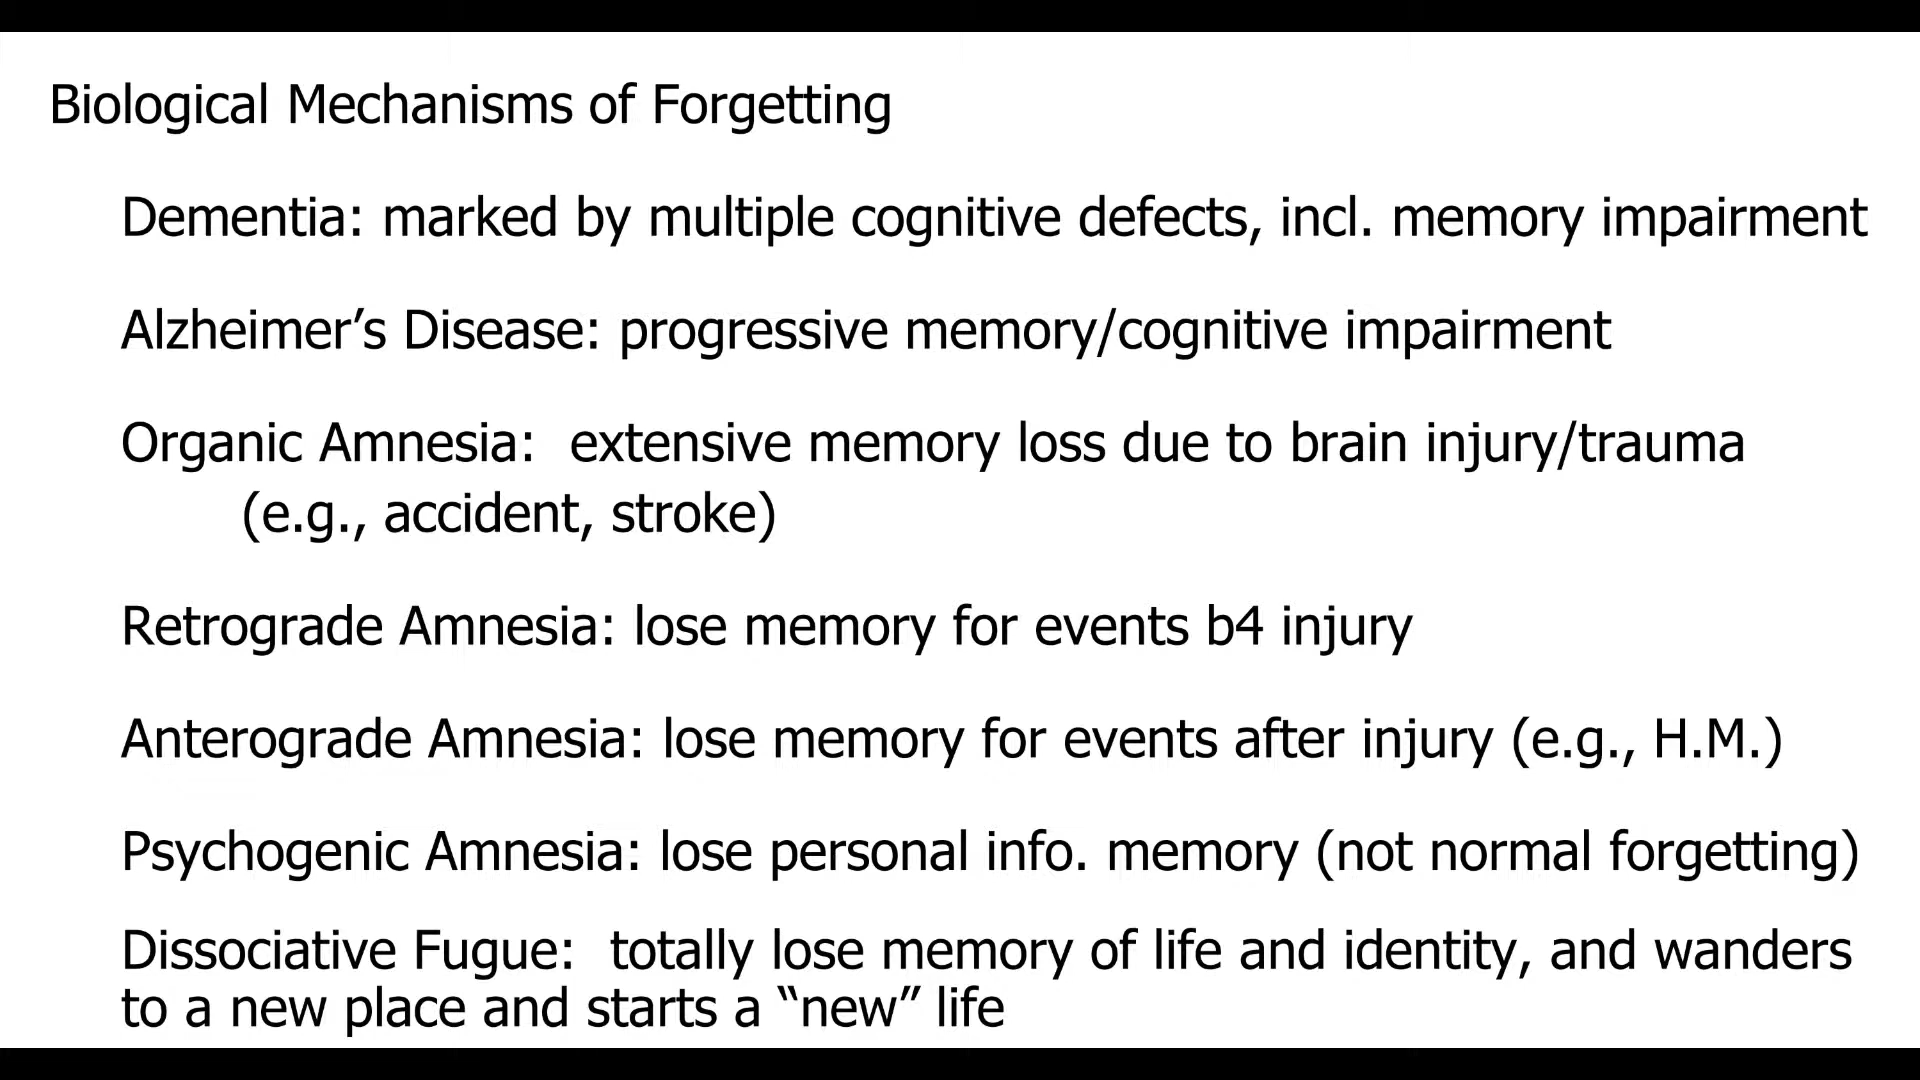 Biological Mechanisms of Forgetting
Dementia: marked by multiple cognitive defects, incl. memory impairment
Alzheimer’s Disease: progressive memory/cognitive impairment
Organic Amnesia:  extensive memory loss due to brain injury/trauma
(e.g., accident, stroke)
Retrograde Amnesia: lose memory for events b4 injury
Anterograde Amnesia: lose memory for events after injury (e.g., H.M.)
Psychogenic Amnesia: lose personal info. memory (not normal forgetting)
Dissociative Fugue:  totally lose memory of life and identity, and wanders
to a new place and starts a “new” life